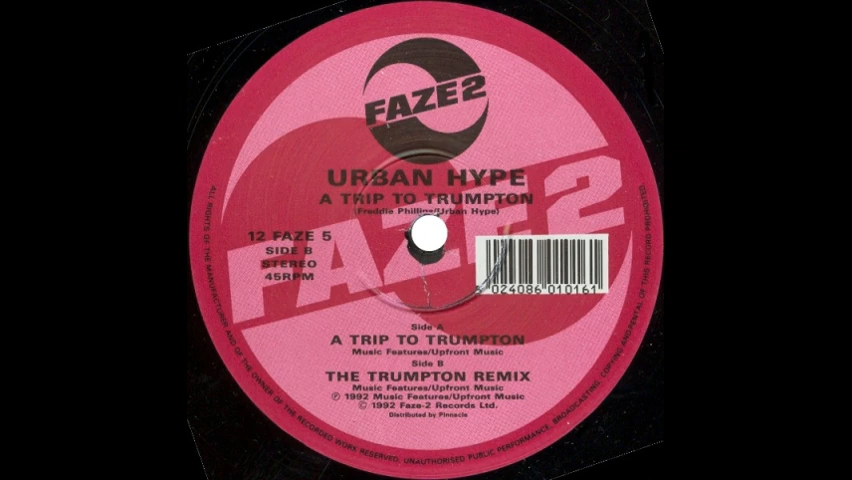 FAZE2
URBAN HYPE
A TRIP TO TRUMPTON
(Freddie Phillips/Urban Hype)
12 FAZE 5
SIDE B
STEREO
45RPM
FAZE-2
5 024086 010161
Side A
A TRIP TO TRUMPTON
Music Features/Upfront Music
Side B
THE TRUMPTON REMIX
Music Features/Upfront Music
℗ 1992 Music Features/Upfront Music
© 1992 Faze-2 Records Ltd.
Distributed by Pinnacle
ALL RIGHTS OF THE MANUFACTURER AND OF THE OWNER OF THE RECORDED WORK RESERVED. UNAUTHORISED PUBLIC PERFORMANCE, BROADCASTING, COPYING AND RENTAL OF THIS RECORD PROHIBITED.